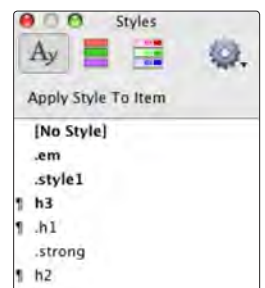 Styles
Ay
Apply Style To Item
[No Style]
.em
.style1
¶ h3
¶ .h1
.strong
¶ h2